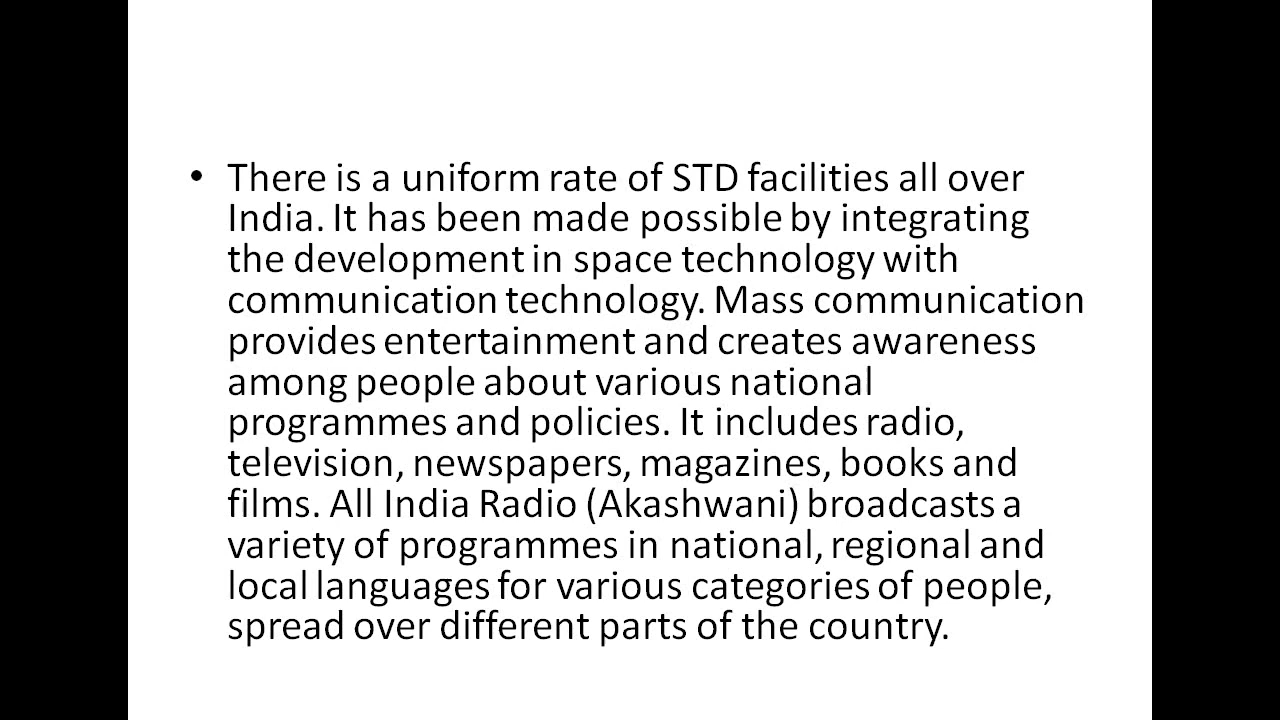 • There is a uniform rate of STD facilities all over
India. It has been made possible by integrating
the development in space technology with
communication technology. Mass communication
provides entertainment and creates awareness
among people about various national
programmes and policies. It includes radio,
television, newspapers, magazines, books and
films. All India Radio (Akashwani) broadcasts a
variety of programmes in national, regional and
local languages for various categories of people,
spread over different parts of the country.